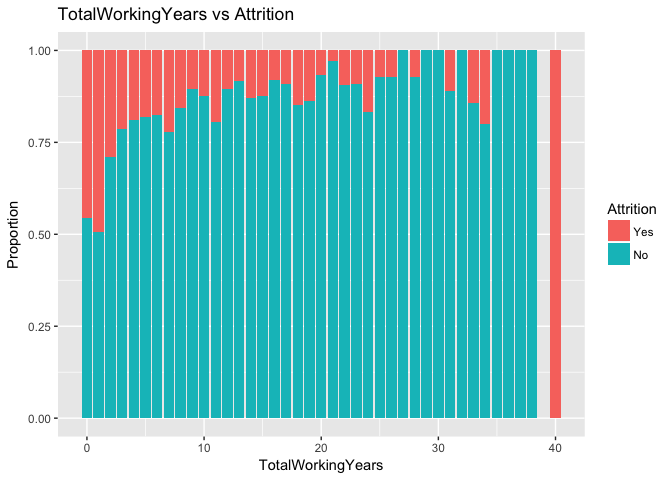 TotalWorkingYears vs Attrition
1.00
0.75
0.50
0.25
0.00
Proportion
0 10 20 30 40
TotalWorkingYears
Attrition
Yes
No